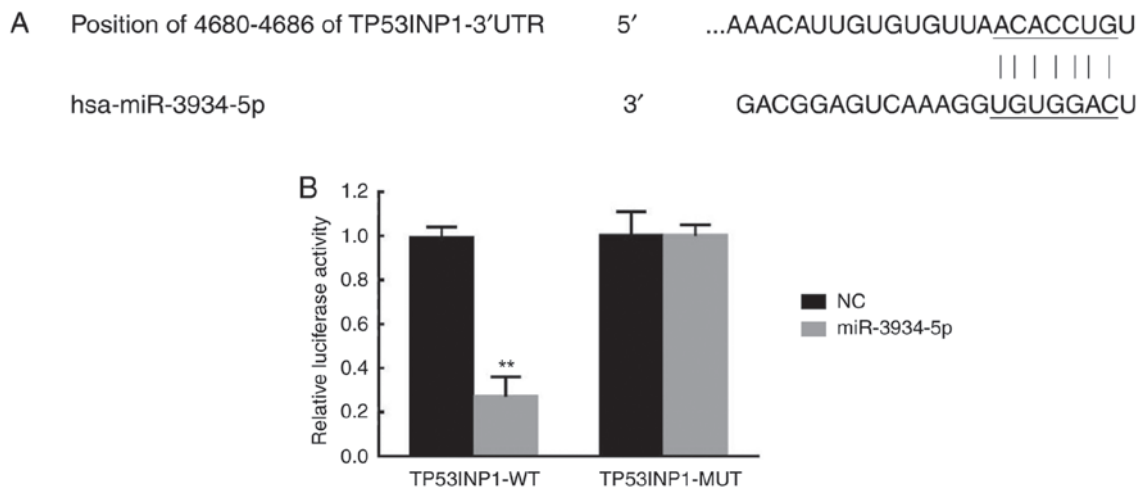 A Position of 4680-4686 of TP53INP1-3′UTR 5′ ...AAACAUUGUGUGUUAACACCUGU
hsa-miR-3934-5p 3′ GACGGAGUCAAAGGUGUGGACU
B
Relative luciferase activity
1.2
1.0
0.8
0.6
0.4
0.2
0.0
**
TP53INP1-WT TP53INP1-MUT
NC
miR-3934-5p